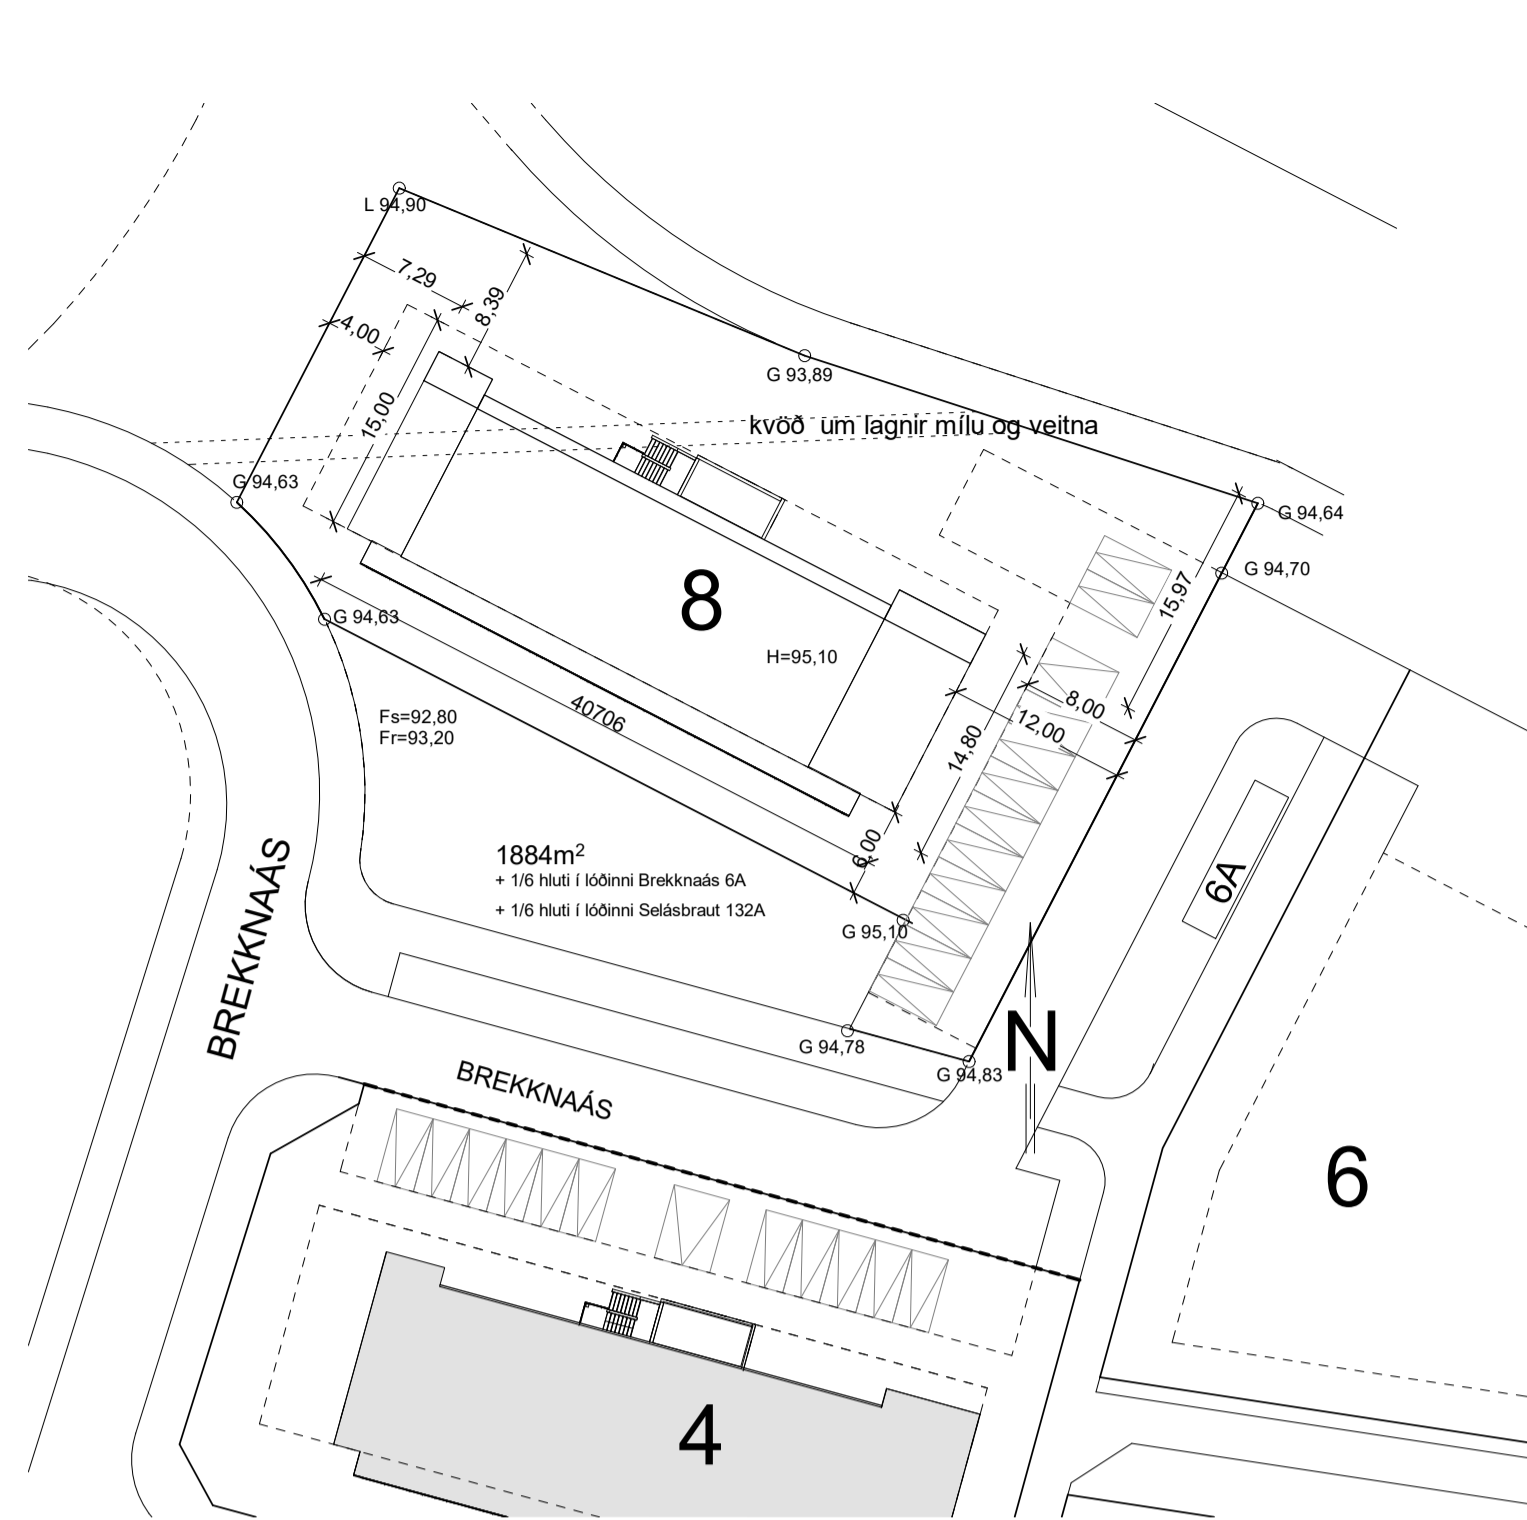 L 94,90
7,29
8,39
4,00
G 93,89
15,00
kvöð um lagnir mílu og veitna
G 94,63
G 94,64
G 94,70
15,97
8
G 94,63
H=95,10
40706
Fs=92,80
Fr=93,20
8,00
12,00
14,80
6,00
1884m²
+ 1/6 hluti í lóðinni Brekknaás 6A
+ 1/6 hluti í lóðinni Selásbraut 132A
6A
G 95,10
BREKKNAÁS
G 94,78
N
G 94,83
BREKKNAÁS
6
4